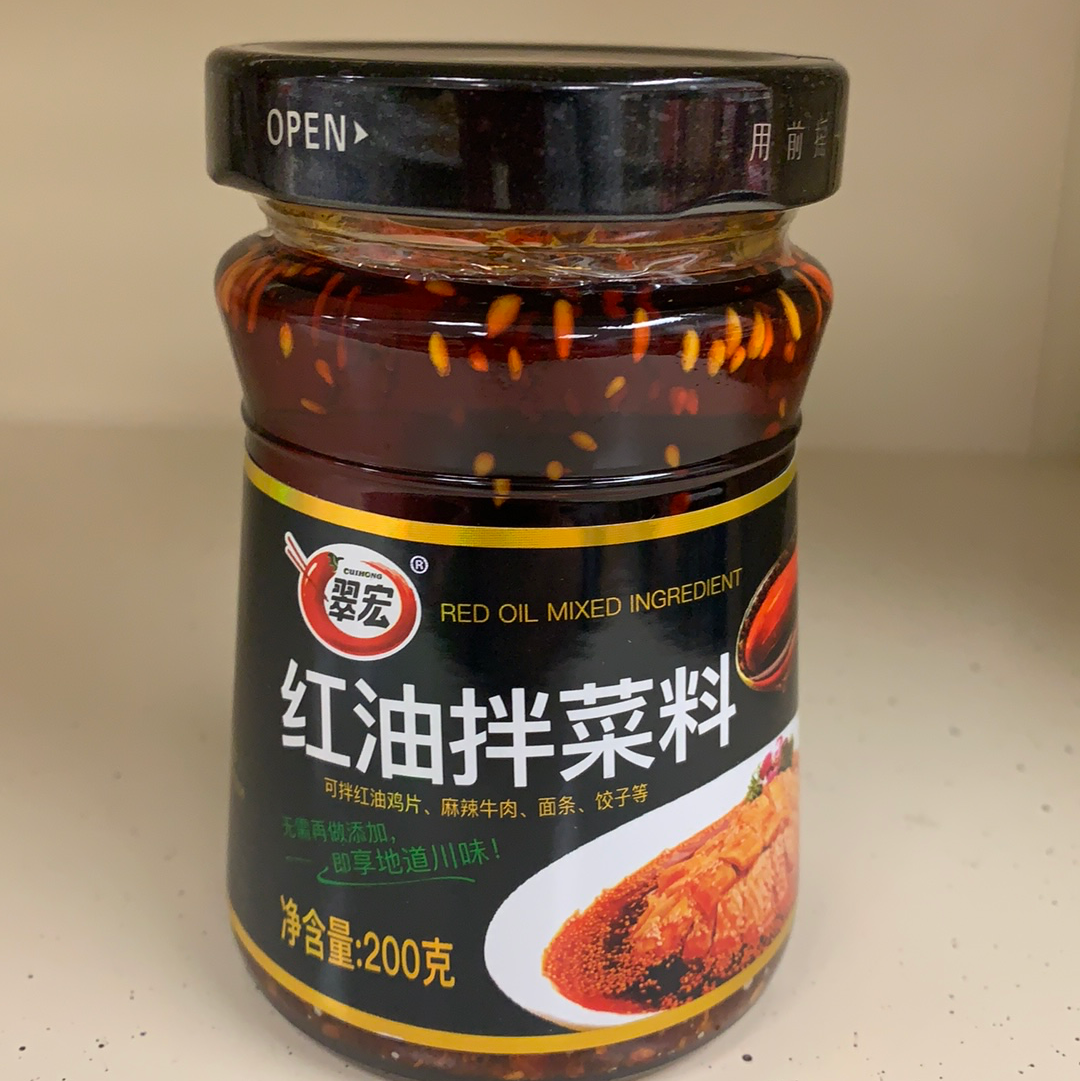 OPEN
用前
CUIHONG
翠宏
®
RED OIL MIXED INGREDIENT
红油拌菜料
可拌红油鸡片、麻辣牛肉、面条、饺子等
无需再做添加,
即享地道川味!
净含量:200克